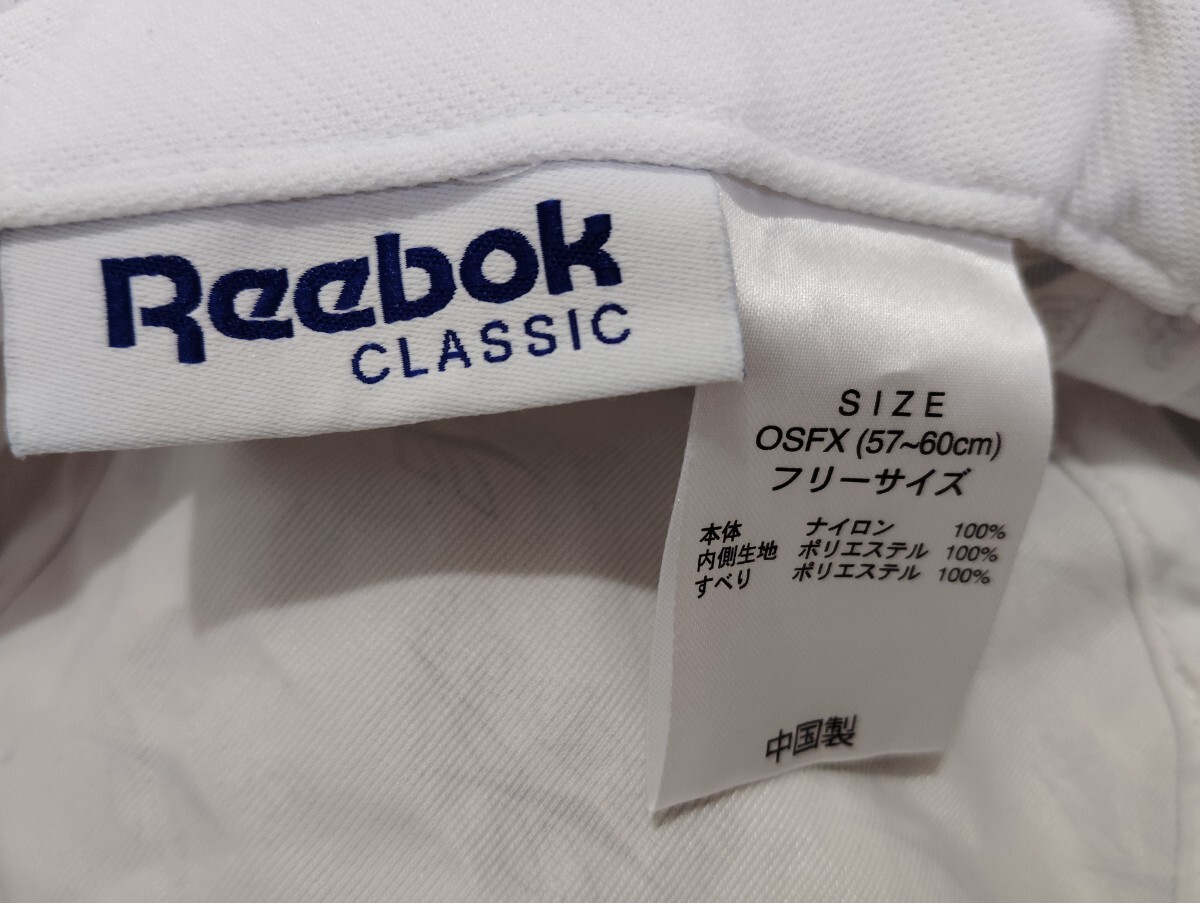 Reebok
CLASSIC
SIZE
OSFX (57~60cm)
フリーサイズ
本体 ナイロン 100%
内側生地 ポリエステル 100%
すべり ポリエステル 100%
中国製